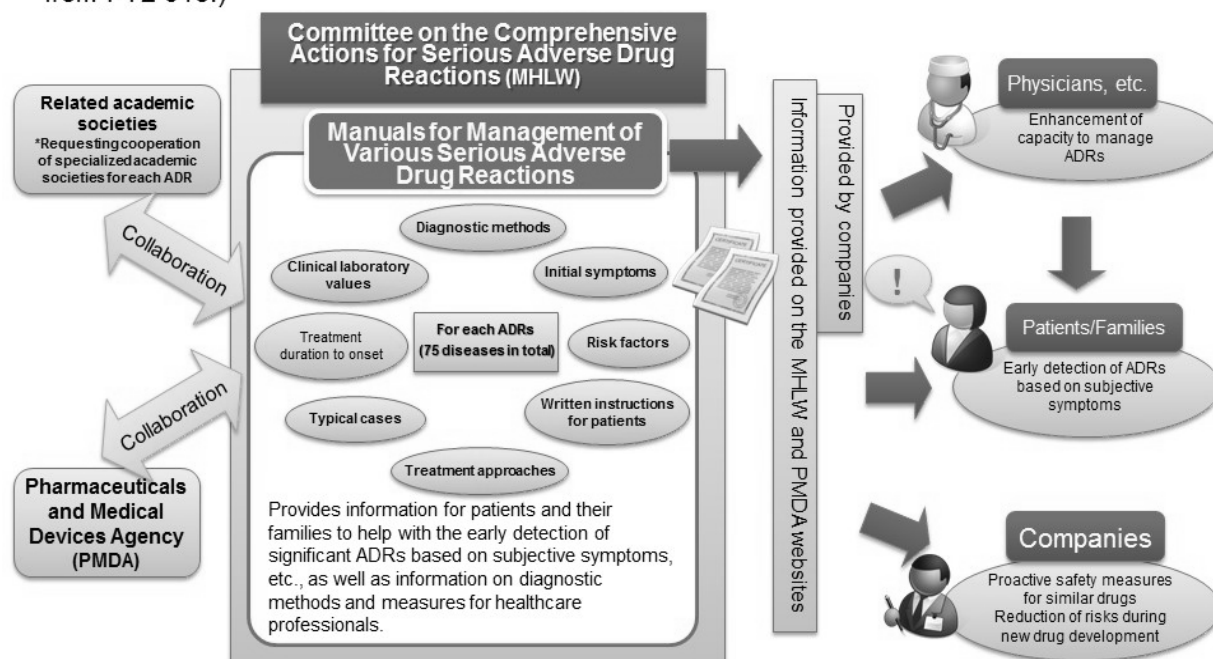 Committee on the Comprehensive
Actions for Serious Adverse Drug
Reactions (MHLW)
Related academic
societies
*Requesting cooperation
of specialized academic
societies for each ADR
Collaboration
Collaboration
Pharmaceuticals
and Medical
Devices Agency
(PMDA)
Manuals for Management of
Various Serious Adverse
Drug Reactions
Diagnostic methods
Clinical laboratory
values
Initial symptoms
Treatment
duration to onset
For each ADRs
(75 diseases in total)
Risk factors
Typical cases
Written instructions
for patients
Treatment approaches
Provides information for patients and their
families to help with the early detection of
significant ADRs based on subjective symptoms,
etc., as well as information on diagnostic
methods and measures for healthcare
professionals.
CERTIFICATE
Information provided on the MHLW and PMDA websites
Provided by companies
Physicians, etc.
Enhancement of
capacity to manage
ADRs
!
Patients/Families
Early detection of ADRs
based on subjective
symptoms
Companies
Proactive safety measures
for similar drugs
Reduction of risks during
new drug development